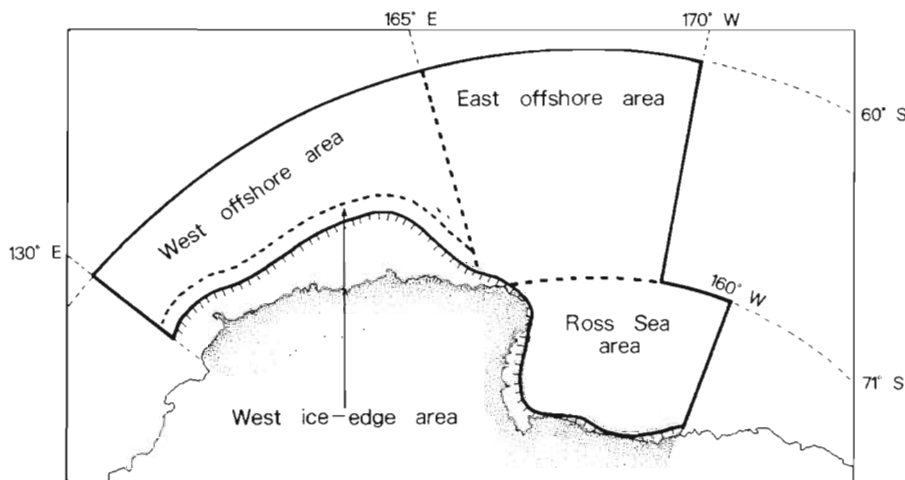 165° E
170° W
East offshore area
60° S
West offshore area
130° E
160° W
Ross Sea
area
71° S
West ice-edge area